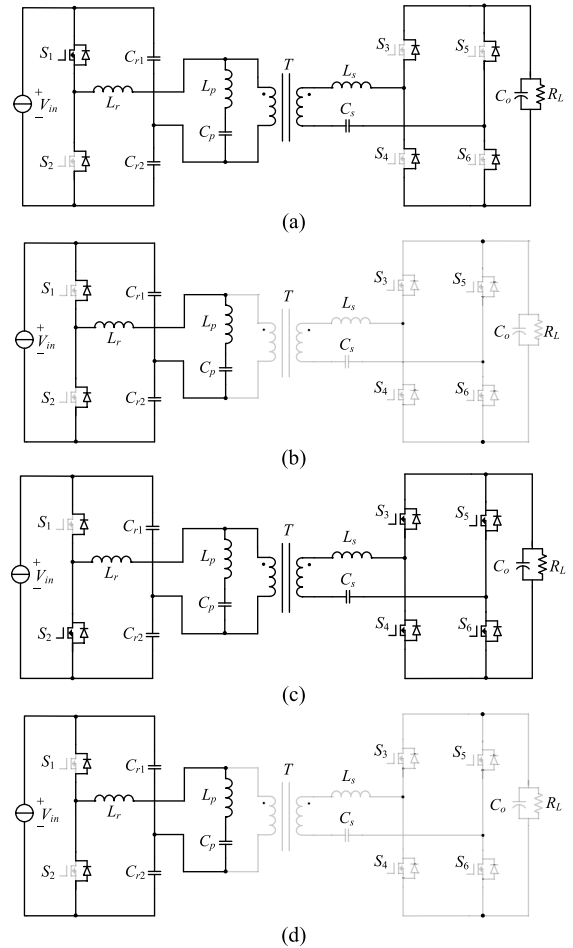 S1 Cr1 Lp T Ls S3 S5
+ Vin − Lr Cp Cs Co RL
S2 Cr2 S4 S6
(a)
S1 Cr1 Lp T Ls S3 S5
+ Vin − Lr Cp Cs Co RL
S2 Cr2 S4 S6
(b)
S1 Cr1 Lp T Ls S3 S5
+ Vin − Lr Cp Cs Co RL
S2 Cr2 S4 S6
(c)
S1 Cr1 Lp T Ls S3 S5
+ Vin − Lr Cp Cs Co RL
S2 Cr2 S4 S6
(d)